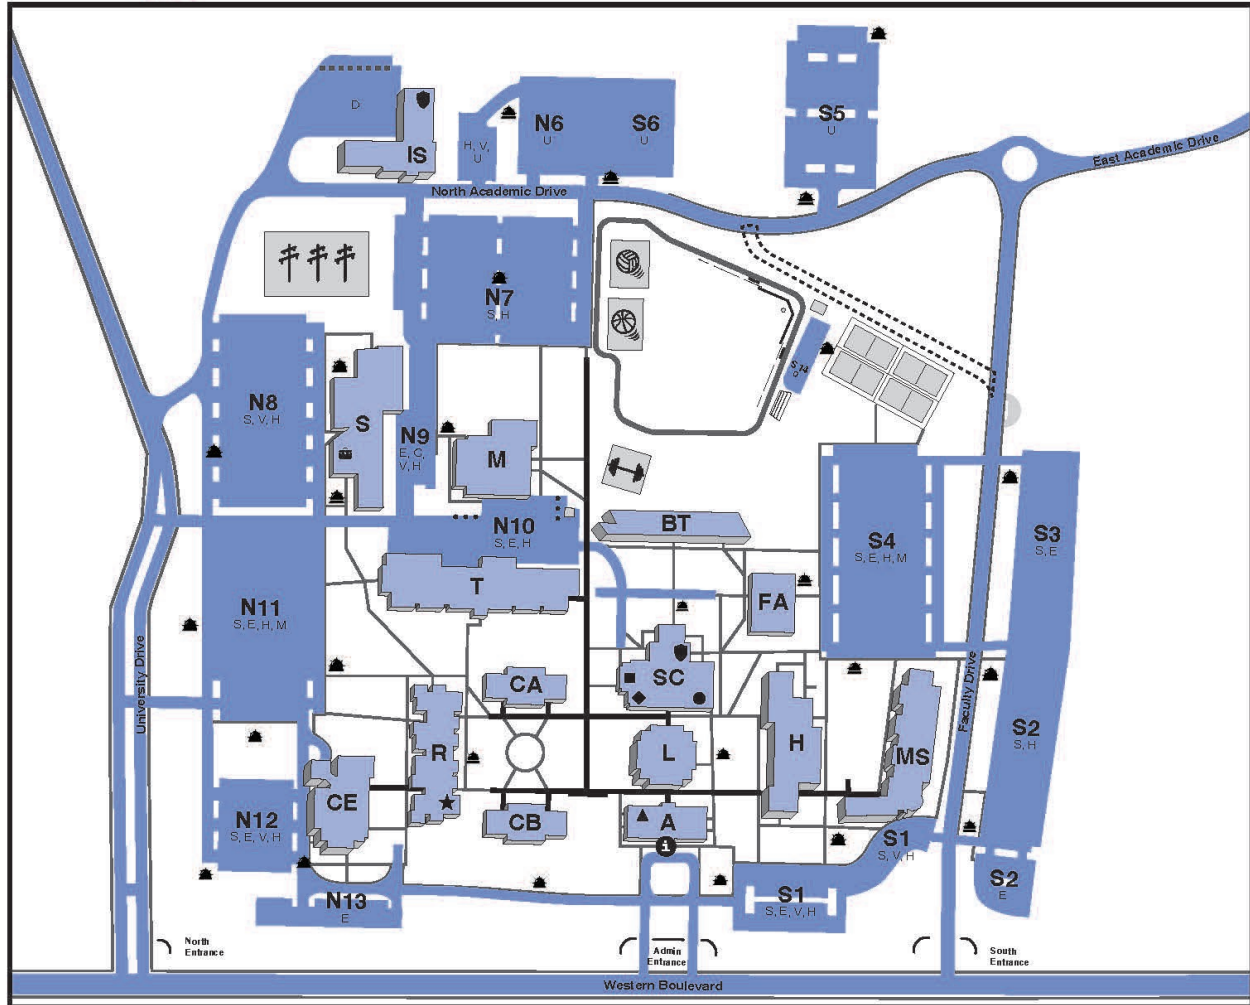 D
IS
H, V,
U
N6
U
S6
U
S5
U
East Academic Drive
North Academic Drive
N7
S, H
S 14
N8
S, V, H
S
N9
E, C,
V, H
M
N10
S, E, H
BT
S4
S, E, H, M
S3
S, E
T
FA
N11
S, E, H, M
University Drive
Faculty Drive
CA
SC
R
L
H
MS
S2
S, H
CE
N12
S, E, V, H
CB
A
i
S1
S, V, H
S2
E
N13
E
S1
S, E, V, H
North
Entrance
Admin
Entrance
South
Entrance
Western Boulevard